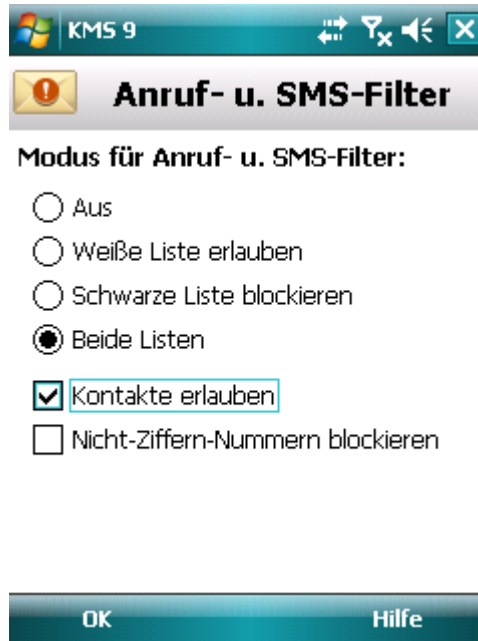 KMS 9
Anruf- u. SMS-Filter
Modus für Anruf- u. SMS-Filter:
Aus
Weiße Liste erlauben
Schwarze Liste blockieren
Beide Listen
Kontakte erlauben
Nicht-Ziffern-Nummern blockieren
OK Hilfe